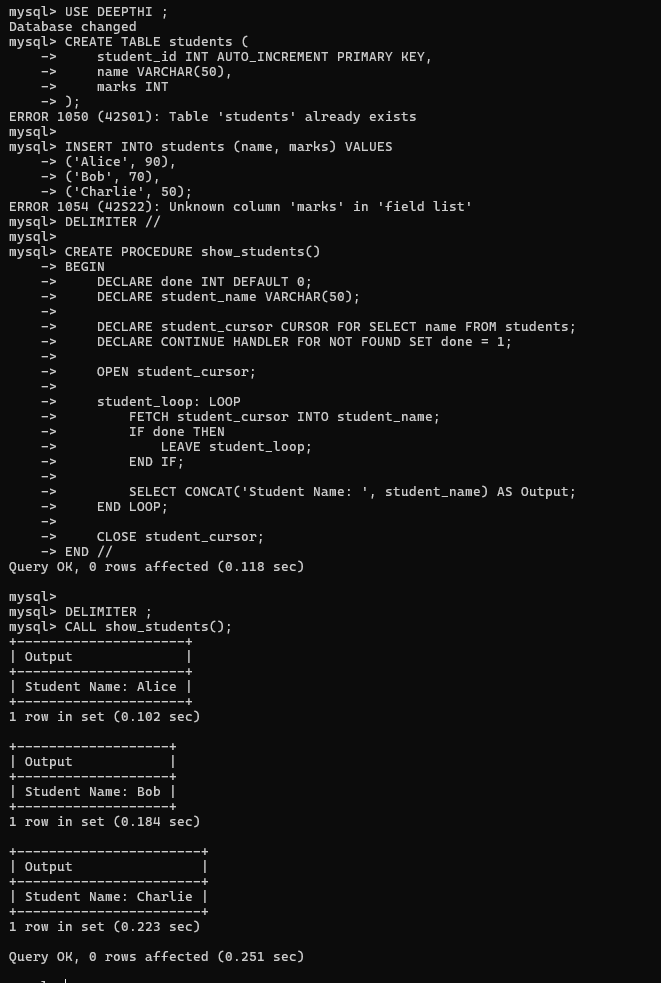 mysql> USE DEEPTHI ;
Database changed
mysql> CREATE TABLE students (
    ->     student_id INT AUTO_INCREMENT PRIMARY KEY,
    ->     name VARCHAR(50),
    ->     marks INT
    -> );
ERROR 1050 (42S01): Table 'students' already exists
mysql>
mysql> INSERT INTO students (name, marks) VALUES
    -> ('Alice', 90),
    -> ('Bob', 70),
    -> ('Charlie', 50);
ERROR 1054 (42S22): Unknown column 'marks' in 'field list'
mysql> DELIMITER //
mysql>
mysql> CREATE PROCEDURE show_students()
    -> BEGIN
    ->     DECLARE done INT DEFAULT 0;
    ->     DECLARE student_name VARCHAR(50);
    ->
    ->     DECLARE student_cursor CURSOR FOR SELECT name FROM students;
    ->     DECLARE CONTINUE HANDLER FOR NOT FOUND SET done = 1;
    ->
    ->     OPEN student_cursor;
    ->
    ->     student_loop: LOOP
    ->         FETCH student_cursor INTO student_name;
    ->         IF done THEN
    ->             LEAVE student_loop;
    ->         END IF;
    ->
    ->         SELECT CONCAT('Student Name: ', student_name) AS Output;
    ->     END LOOP;
    ->
    ->     CLOSE student_cursor;
    -> END //
Query OK, 0 rows affected (0.118 sec)

mysql>
mysql> DELIMITER ;
mysql> CALL show_students();
+---------------------+
| Output              |
+---------------------+
| Student Name: Alice |
+---------------------+
1 row in set (0.102 sec)

+-------------------+
| Output            |
+-------------------+
| Student Name: Bob |
+-------------------+
1 row in set (0.184 sec)

+-----------------------+
| Output                |
+-----------------------+
| Student Name: Charlie |
+-----------------------+
1 row in set (0.223 sec)

Query OK, 0 rows affected (0.251 sec)